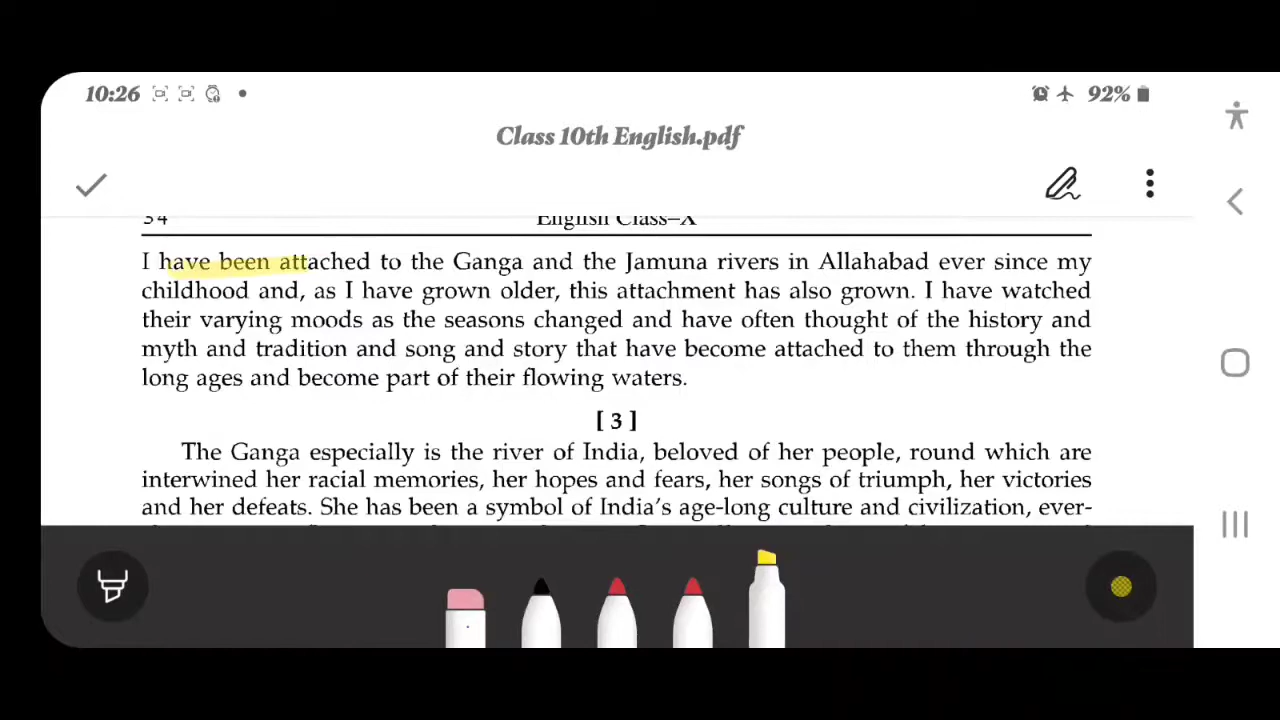 10:26
92%
Class 10th English.pdf
34 English Class–X
I have been attached to the Ganga and the Jamuna rivers in Allahabad ever since my
childhood and, as I have grown older, this attachment has also grown. I have watched
their varying moods as the seasons changed and have often thought of the history and
myth and tradition and song and story that have become attached to them through the
long ages and become part of their flowing waters.
[ 3 ]
The Ganga especially is the river of India, beloved of her people, round which are
interwined her racial memories, her hopes and fears, her songs of triumph, her victories
and her defeats. She has been a symbol of India's age-long culture and civilization, ever-